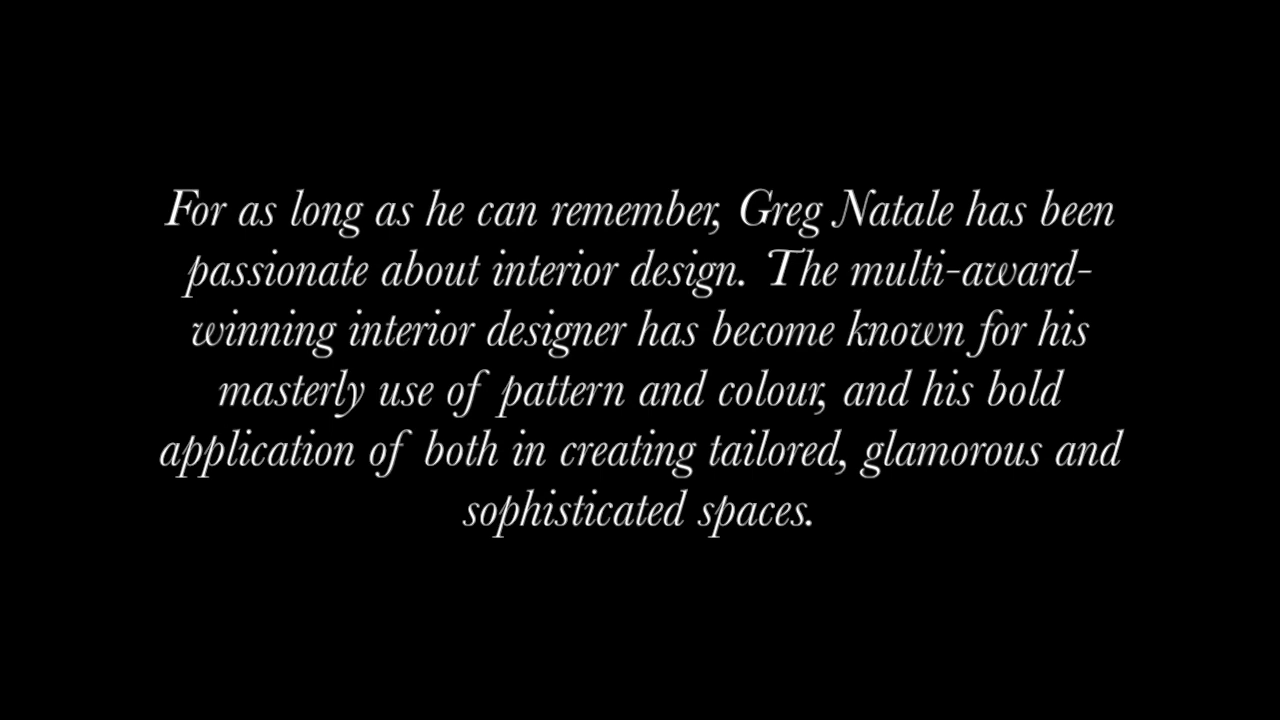 For as long as he can remember, Greg Natale has been
passionate about interior design. The multi-award-
winning interior designer has become known for his
masterly use of pattern and colour, and his bold
application of both in creating tailored, glamorous and
sophisticated spaces.